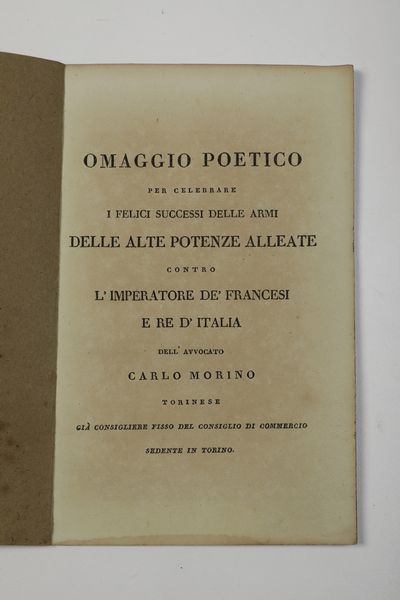 OMAGGIO POETICO
PER CELEBRARE
I FELICI SUCCESSI DELLE ARMI
DELLE ALTE POTENZE ALLEATE
CONTRO
L'IMPERATORE DE' FRANCESI
E RE D'ITALIA
DELL'AVVOCATO
CARLO MORINO
TORINESE
GIÀ CONSIGLIERE FISSO DEL CONSIGLIO DI COMMERCIO
SEDENTE IN TORINO.